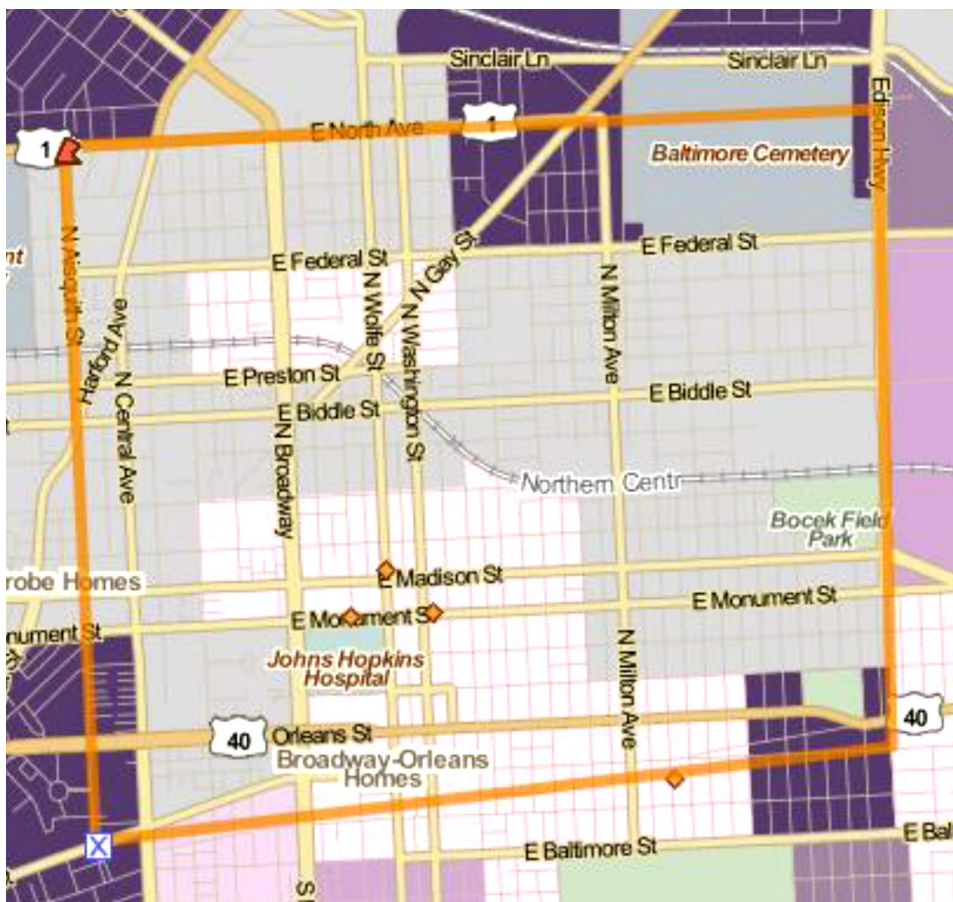 Sinclair Ln
Sinclair Ln
Edison Hwy
E North Ave
1
1
Baltimore Cemetery
N Aisquith St
nt
E Federal St
E Federal St
N Gay St
N Wolfe St
N Washington St
N Milton Ave
Harford Ave
E Preston St
E Biddle St
E Biddle St
N Central Ave
N Broadway
Northern Centr
Bocek Field
Park
robe Homes
E Madison St
E Monument St
E Monument St
nument St
Johns Hopkins
Hospital
N Milton Ave
40
40
Orleans St
Broadway-Orleans
Homes
X
E Baltimore St
E Bal
S